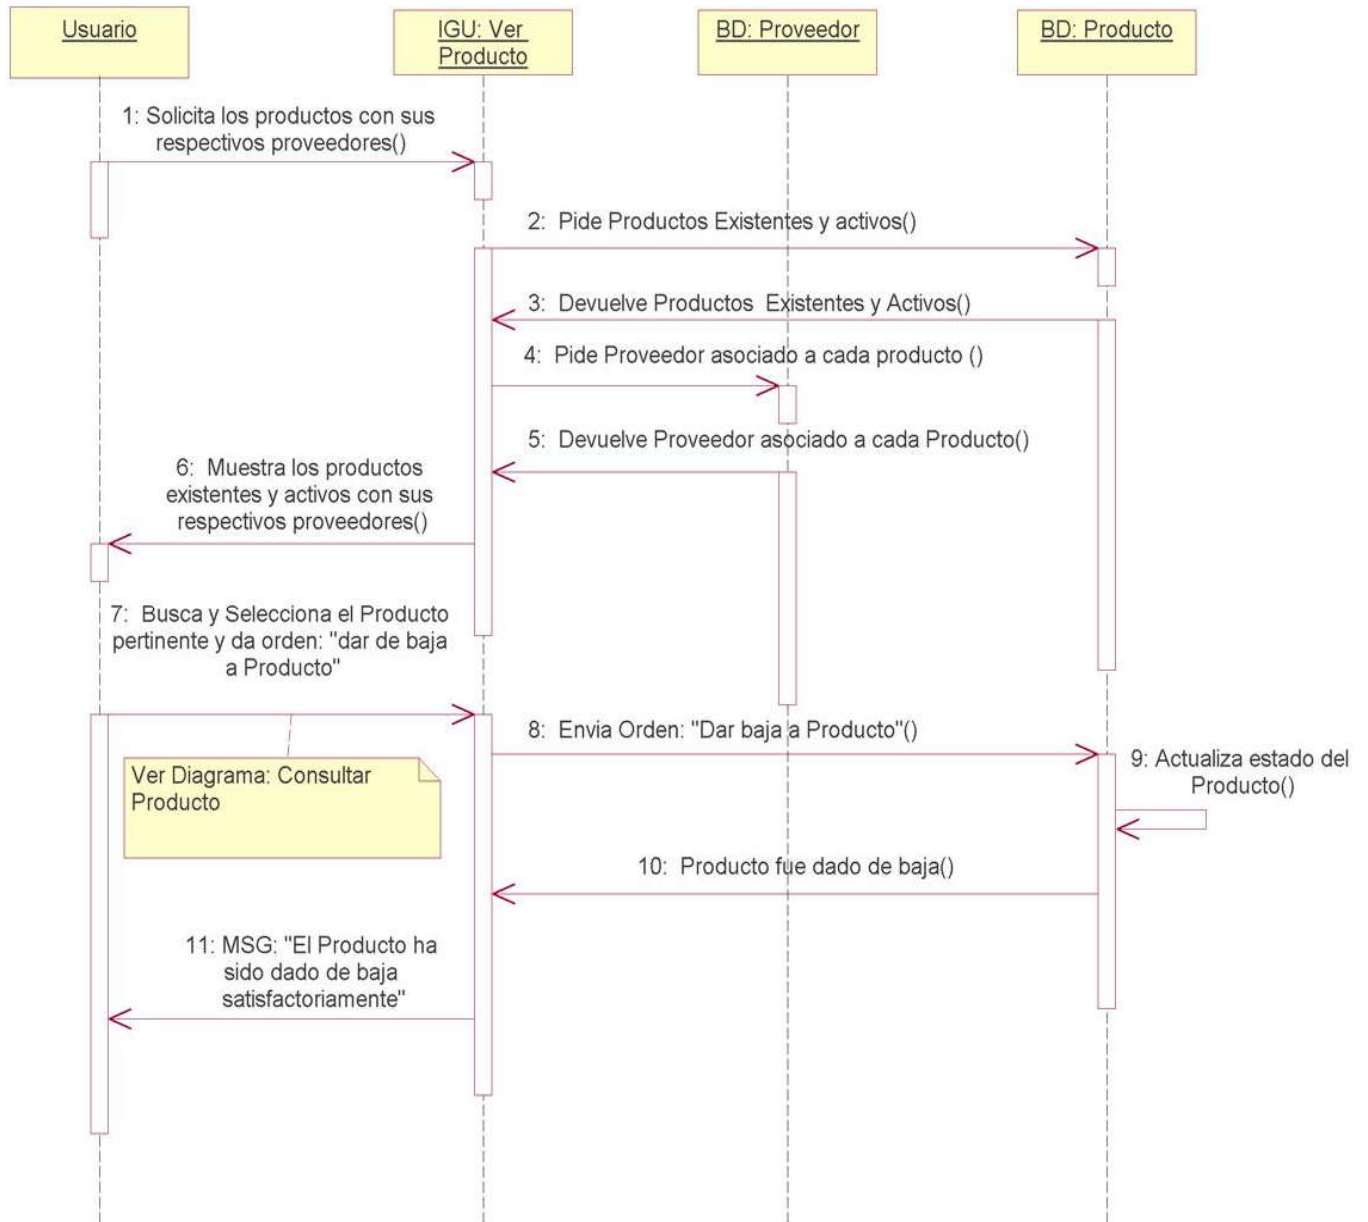 Usuario
IGU: Ver
Producto
BD: Proveedor
BD: Producto
1: Solicita los productos con sus
respectivos proveedores()
2:  Pide Productos Existentes y activos()
3:  Devuelve Productos  Existentes y Activos()
4:  Pide Proveedor asociado a cada producto ()
5:  Devuelve Proveedor asociado a cada Producto()
6:  Muestra los productos
existentes y activos con sus
respectivos proveedores()
7:  Busca y Selecciona el Producto
pertinente y da orden: "dar de baja
a Producto"
8:  Envia Orden: "Dar baja a Producto"()
Ver Diagrama: Consultar
Producto
9: Actualiza estado del
Producto()
10:  Producto fue dado de baja()
11: MSG: "El Producto ha
sido dado de baja
satisfactoriamente"